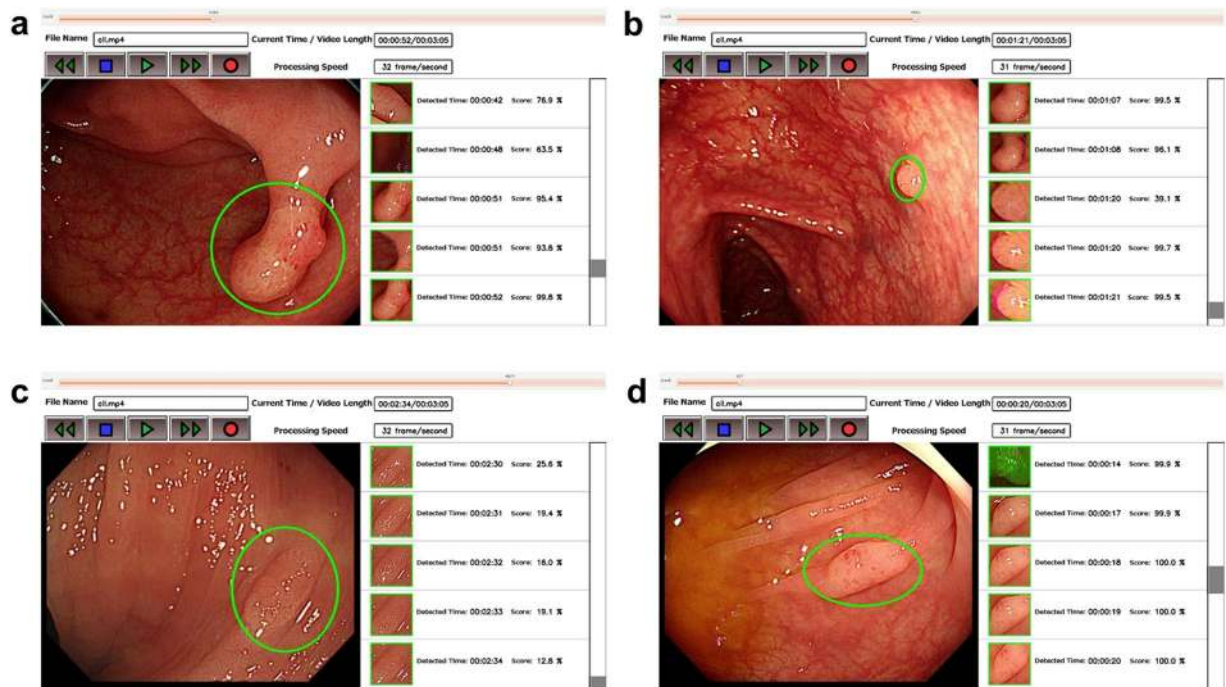 a
File Name all.mp4 Current Time / Video Length 00:00:52/00:03:05
Processing Speed 32 frame/second
Detected Time: 00:00:42 Score: 76.9 %
Detected Time: 00:00:48 Score: 63.5 %
Detected Time: 00:00:51 Score: 95.4 %
Detected Time: 00:00:51 Score: 93.8 %
Detected Time: 00:00:52 Score: 99.8 %
b
File Name all.mp4 Current Time / Video Length 00:01:21/00:03:05
Processing Speed 31 frame/second
Detected Time: 00:01:07 Score: 99.5 %
Detected Time: 00:01:08 Score: 96.1 %
Detected Time: 00:01:20 Score: 39.1 %
Detected Time: 00:01:20 Score: 99.7 %
Detected Time: 00:01:21 Score: 99.5 %
c
File Name all.mp4 Current Time / Video Length 00:02:34/00:03:05
Processing Speed 32 frame/second
Detected Time: 00:02:30 Score: 25.6 %
Detected Time: 00:02:31 Score: 19.4 %
Detected Time: 00:02:32 Score: 16.0 %
Detected Time: 00:02:33 Score: 19.1 %
Detected Time: 00:02:34 Score: 12.8 %
d
File Name all.mp4 Current Time / Video Length 00:00:20/00:03:05
Processing Speed 31 frame/second
Detected Time: 00:00:14 Score: 99.9 %
Detected Time: 00:00:17 Score: 99.9 %
Detected Time: 00:00:18 Score: 100.0 %
Detected Time: 00:00:19 Score: 100.0 %
Detected Time: 00:00:20 Score: 100.0 %